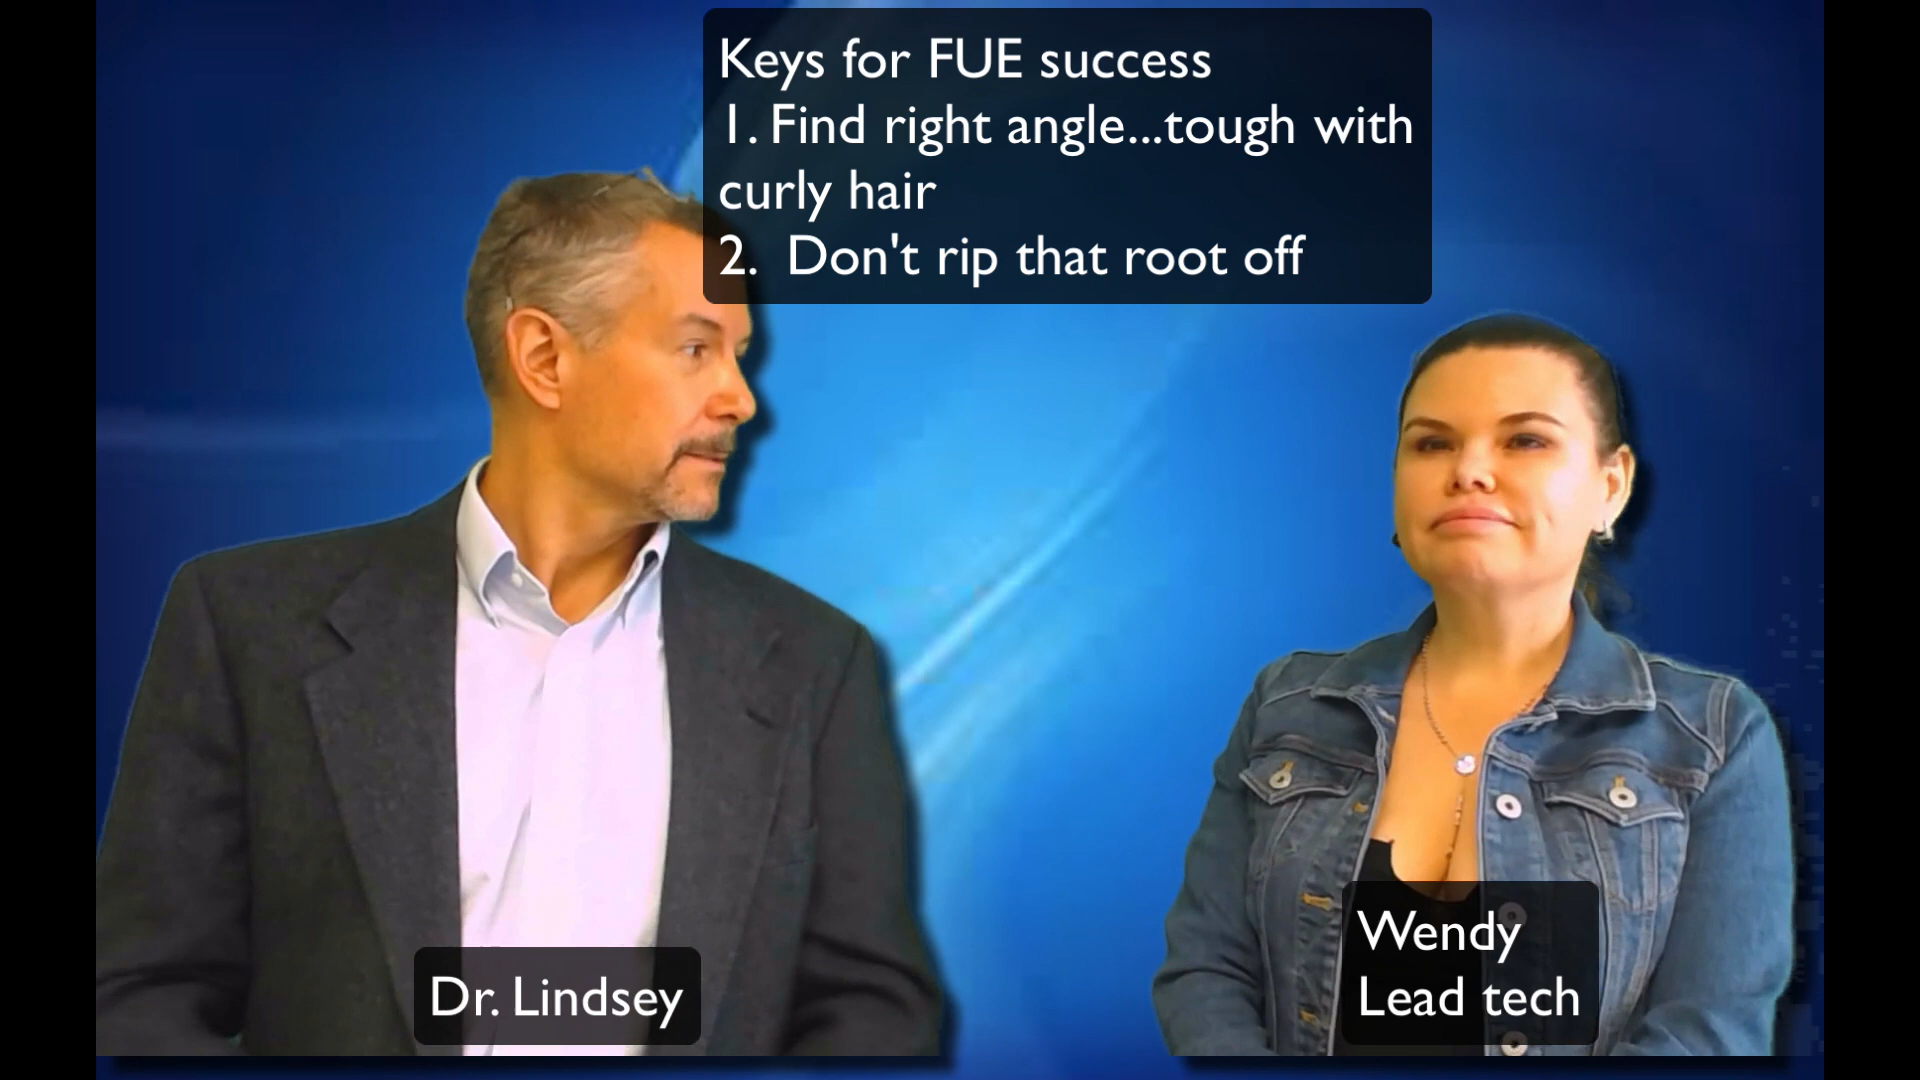 Keys for FUE success
1. Find right angle...tough with
curly hair
2. Don't rip that root off
Dr. Lindsey
Wendy
Lead tech